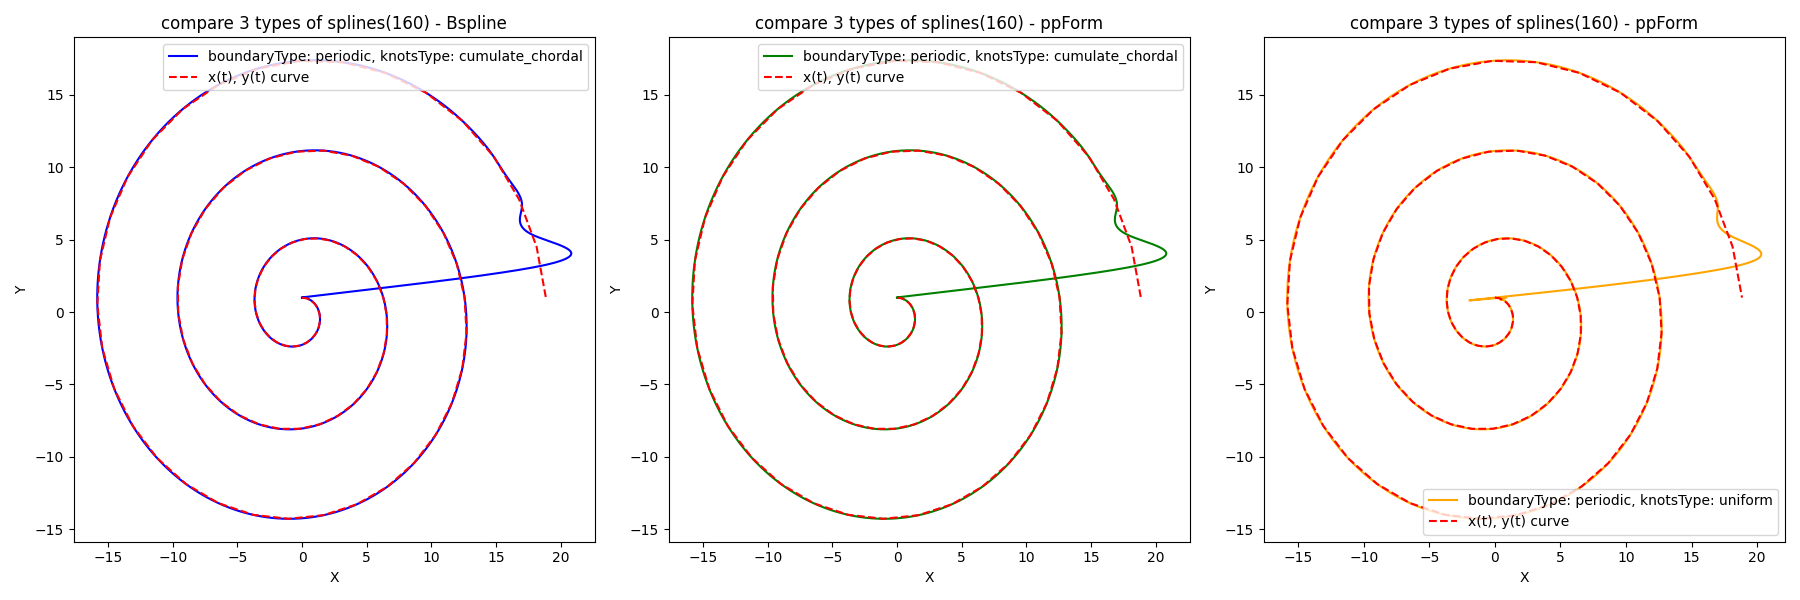 compare 3 types of splines(160) - Bspline
boundaryType: periodic, knotsType: cumulate_chordal
x(t), y(t) curve
15
10
5
0
−5
−10
−15
Y
−15 −10 −5 0 5 10 15 20
X
compare 3 types of splines(160) - ppForm
boundaryType: periodic, knotsType: cumulate_chordal
x(t), y(t) curve
15
10
5
0
−5
−10
−15
Y
−15 −10 −5 0 5 10 15 20
X
compare 3 types of splines(160) - ppForm
15
10
5
0
−5
−10
−15
Y
boundaryType: periodic, knotsType: uniform
x(t), y(t) curve
−15 −10 −5 0 5 10 15 20
X